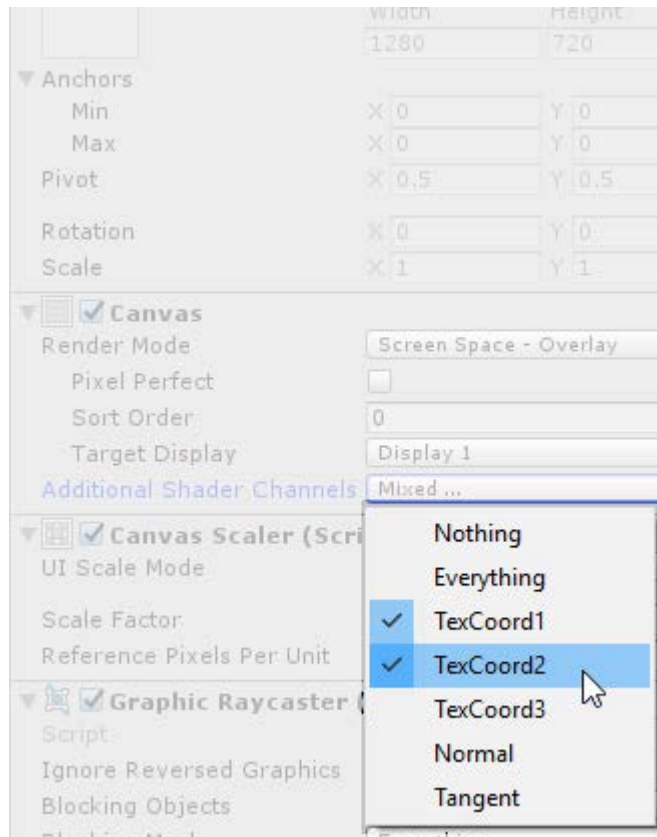 Width Height
1280 720
Anchors
Min X 0 Y 0
Max X 0 Y 0
Pivot X 0.5 Y 0.5
Rotation X 0 Y 0
Scale X 1 Y 1
Canvas
Render Mode Screen Space - Overlay
Pixel Perfect
Sort Order 0
Target Display Display 1
Additional Shader Channels Mixed ...
Nothing
Canvas Scaler (Scri
UI Scale Mode Everything
Scale Factor TexCoord1
Reference Pixels Per Unit TexCoord2
Graphic Raycaster ( TexCoord3
Script Normal
Ignore Reversed Graphics
Blocking Objects Tangent